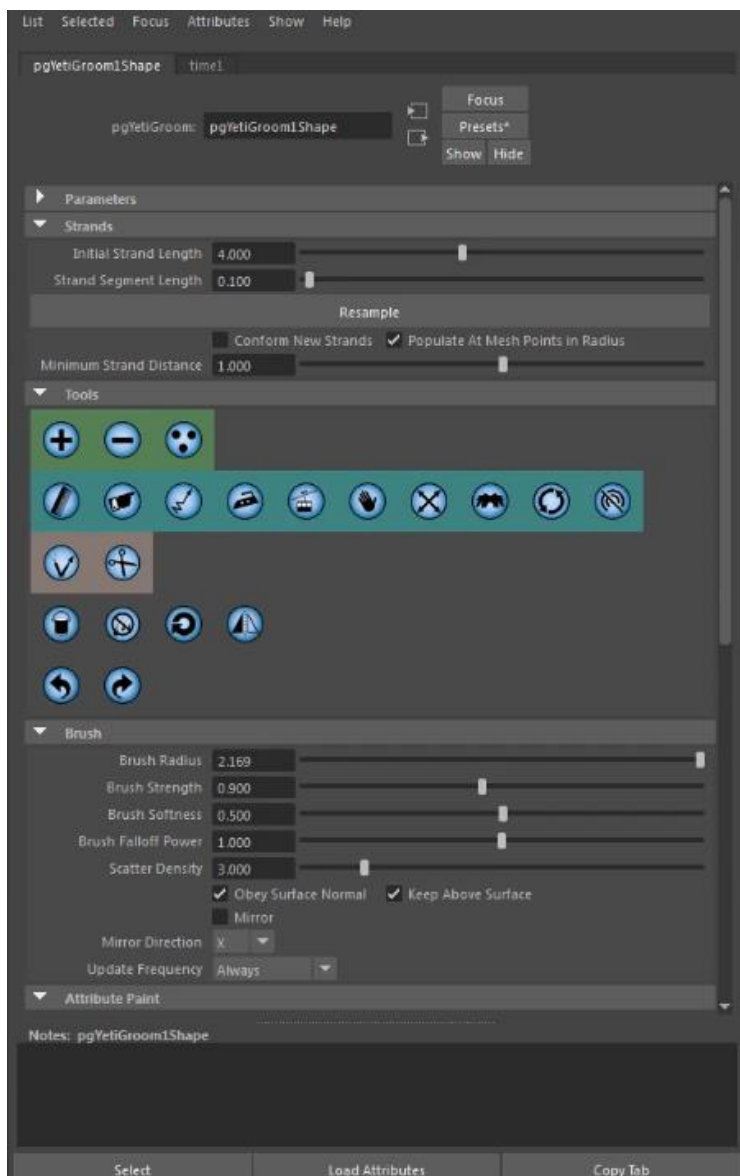 List Selected Focus Attributes Show Help
pgYetiGroom1Shape time1
Focus
pgYetiGroom: pgYetiGroom1Shape Presets*
Show Hide
Parameters
Strands
Initial Strand Length 4.000
Strand Segment Length 0.100
Resample
Conform New Strands Populate At Mesh Points in Radius
Minimum Strand Distance 1.000
Tools
Brush
Brush Radius 2.169
Brush Strength 0.900
Brush Softness 0.500
Brush Falloff Power 1.000
Scatter Density 3.000
Obey Surface Normal Keep Above Surface
Mirror
Mirror Direction X
Update Frequency Always
Attribute Paint
Notes: pgYetiGroom1Shape
Select Load Attributes Copy Tab